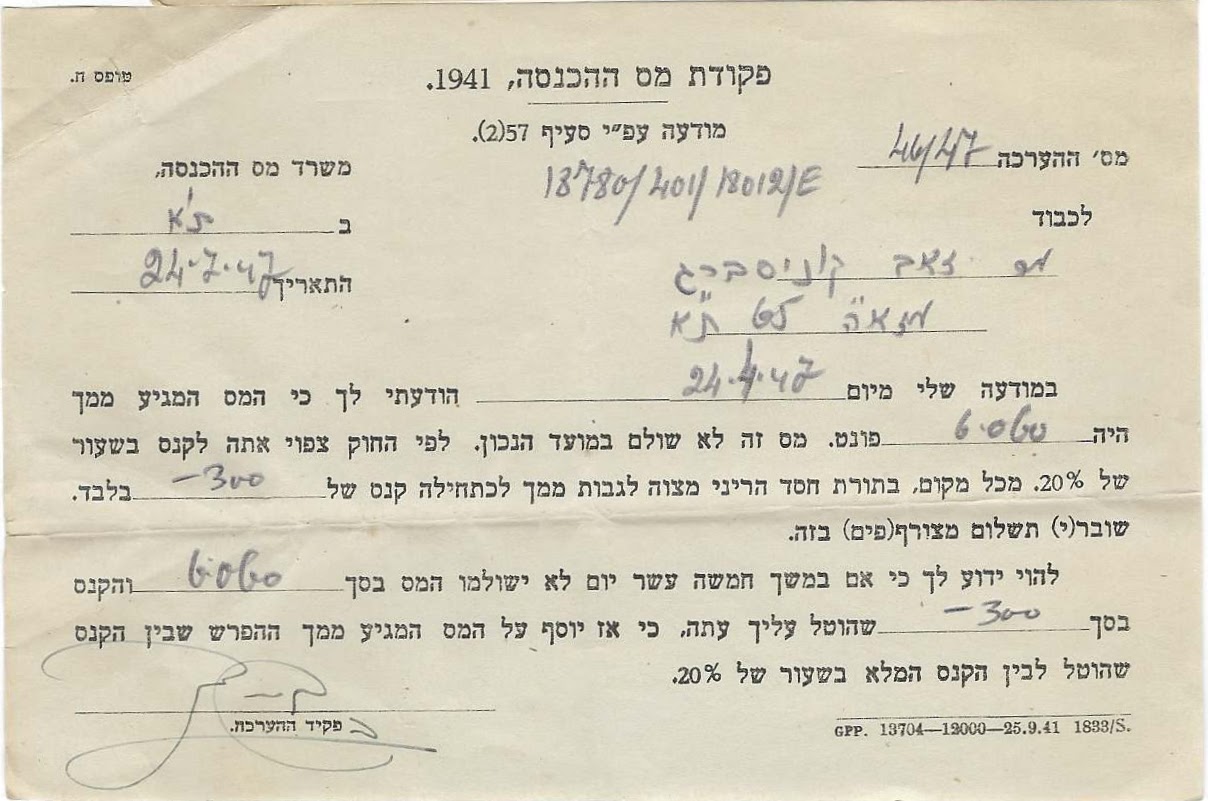 טופס ח.
פקודת מס ההכנסה, 1941.
מודעה עפ״י סעיף 57(2).
מס׳ ההערכה 46/47
18780/401/18012/E
משרד מס ההכנסה,
ב ת״א
התאריך 24.7.47
לכבוד
מר זאב קניסברג
מזא״ה לט ת״א
במודעה שלי מיום 24.4.47 הודעתי לך כי המס המגיע ממך
היה פונט. מס זה לא שולם במועד הנכון. לפי החוק צפוי אתה לקנס בשעור
של 20%. מכל מקום, בתורת חסד הריני מצוה לגבות ממך לכתחילה קנס של 300- בלבד.
שובר(י) תשלום מצורף(פים) בזה.
להוי ידוע לך כי אם במשך חמשה עשר יום לא ישולמו המס בסך והקנס
בסך 300- שהוטל עליך עתה, כי אז יוסף על המס המגיע ממך ההפרש שבין הקנס
שהוטל לבין הקנס המלא בשעור של 20%.
פקיד ההערכה.
GPP. 13704—12000—25.9.41 1833/S.